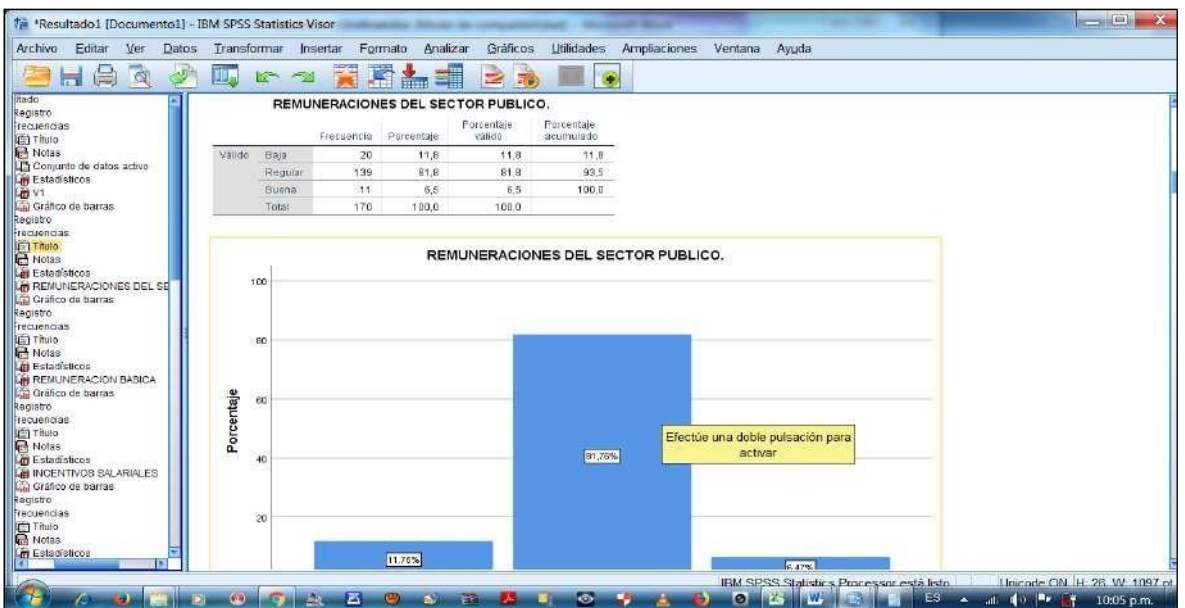 *Resultado1 [Documento1] - IBM SPSS Statistics Visor
Archivo Editar Ver Datos Transformar Insertar Formato Analizar Gráficos Utilidades Ampliaciones Ventana Ayuda
Registro
Frecuencias
Título
Notas
Conjunto de datos activo
Estadísticos
V1
Gráfico de barras
Registro
Frecuencias
Título
Notas
Estadísticos
REMUNERACIONES DEL SE
Gráfico de barras
Registro
Frecuencias
Título
Notas
Estadísticos
REMUNERACION BASICA
Gráfico de barras
Registro
Frecuencias
Título
Notas
Estadísticos
INCENTIVOS SALARIALES
Gráfico de barras
Registro
Frecuencias
Título
Notas
Estadísticos
REMUNERACIONES DEL SECTOR PUBLICO.
Frecuencia Porcentaje Porcentaje válido Porcentaje acumulado
Válido Baja 20 11,8 11,8 11,8
Regular 139 81,8 81,8 93,5
Buena 11 6,5 6,5 100,0
Total 170 100,0 100,0
REMUNERACIONES DEL SECTOR PUBLICO.
Porcentaje
100
80
60
40
20
11,76%
81,76%
6,47%
Efectúe una doble pulsación para
activar
IBM SPSS Statistics Processor está listo Unicode:ON H: 26, W: 1097 pt
ES 10:05 p.m.